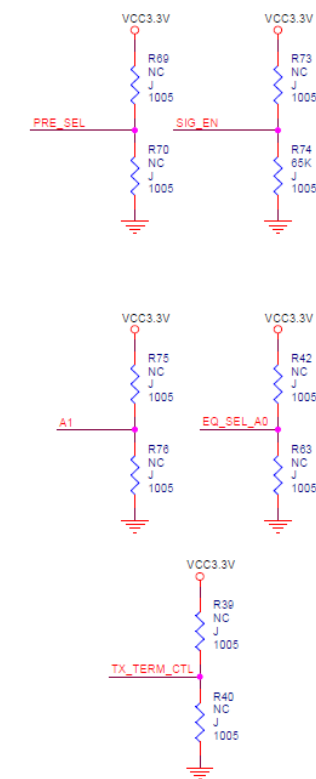 VCC3.3V
R69
NC
J
1005
PRE_SEL
R70
NC
J
1005
VCC3.3V
R73
NC
J
1005
SIG_EN
R74
65K
J
1005
VCC3.3V
R75
NC
J
1005
A1
R76
NC
J
1005
VCC3.3V
R42
NC
J
1005
EQ_SEL_A0
R63
NC
J
1005
VCC3.3V
R39
NC
J
1005
TX_TERM_CTL
R40
NC
J
1005